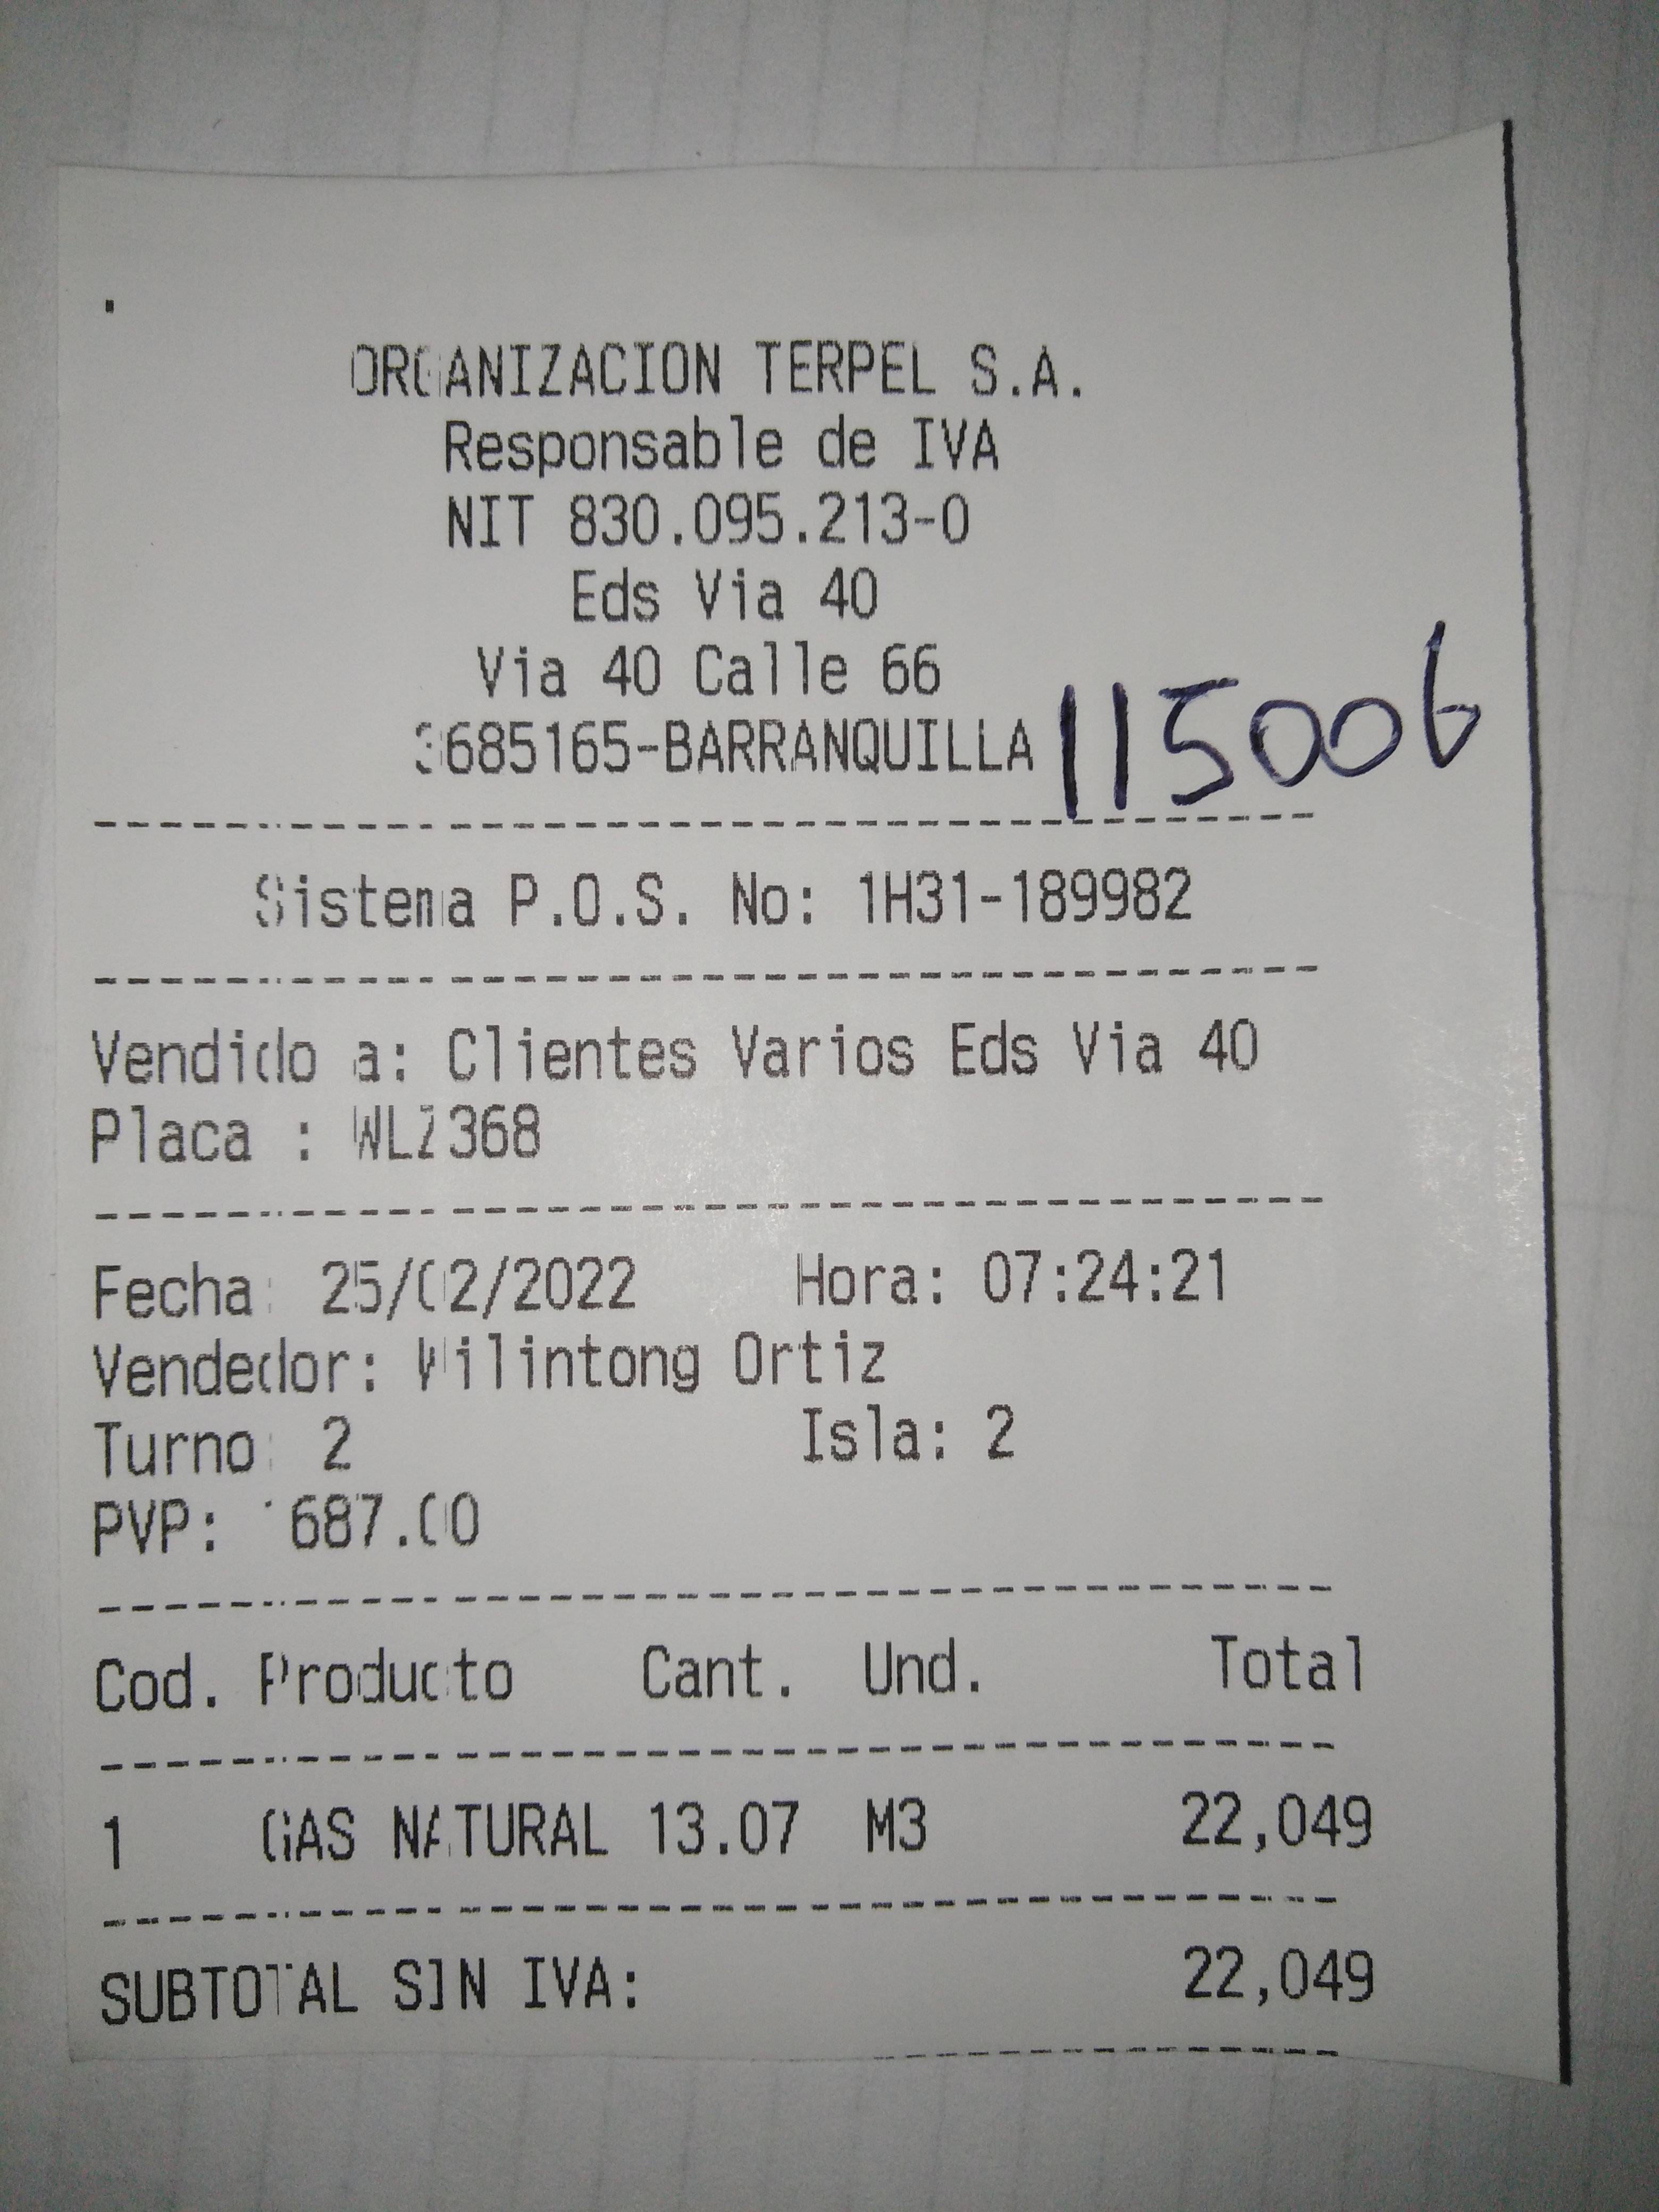 ORGANIZACION TERPEL S.A.
Responsable de IVA
NIT 830.095.213-0
Eds Via 40
Via 40 Calle 66
3685165-BARRANQUILLA 115006
Sistema P.O.S. No: 1H31-189982
Vendido a: Clientes Varios Eds Via 40
Placa : WLZ368
Fecha: 25/02/2022 Hora: 07:24:21
Vendedor: Wilintong Ortiz
Turno: 2 Isla: 2
PVP: 1687.00
Cod. Producto Cant. Und. Total
1 GAS NATURAL 13.07 M3 22,049
SUBTOTAL SIN IVA: 22,049